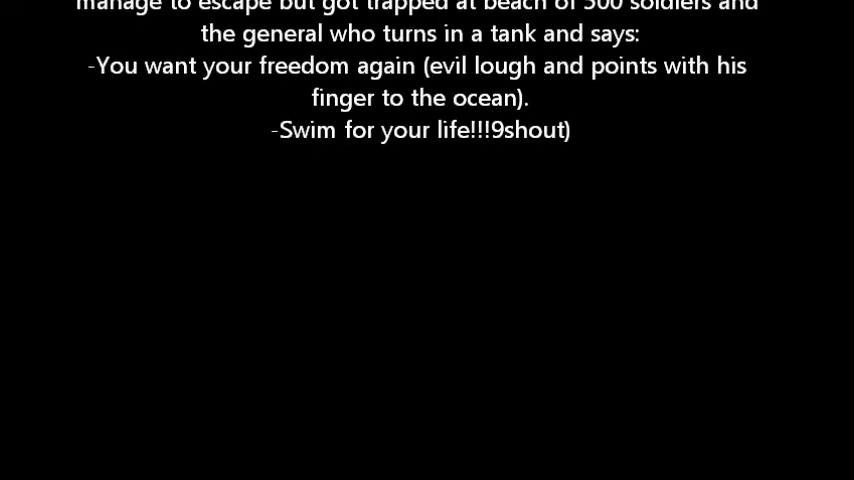 manage to escape but got trapped at beach of 500 soldiers and
the general who turns in a tank and says:
-You want your freedom again (evil lough and points with his
finger to the ocean).
-Swim for your life!!!9shout)